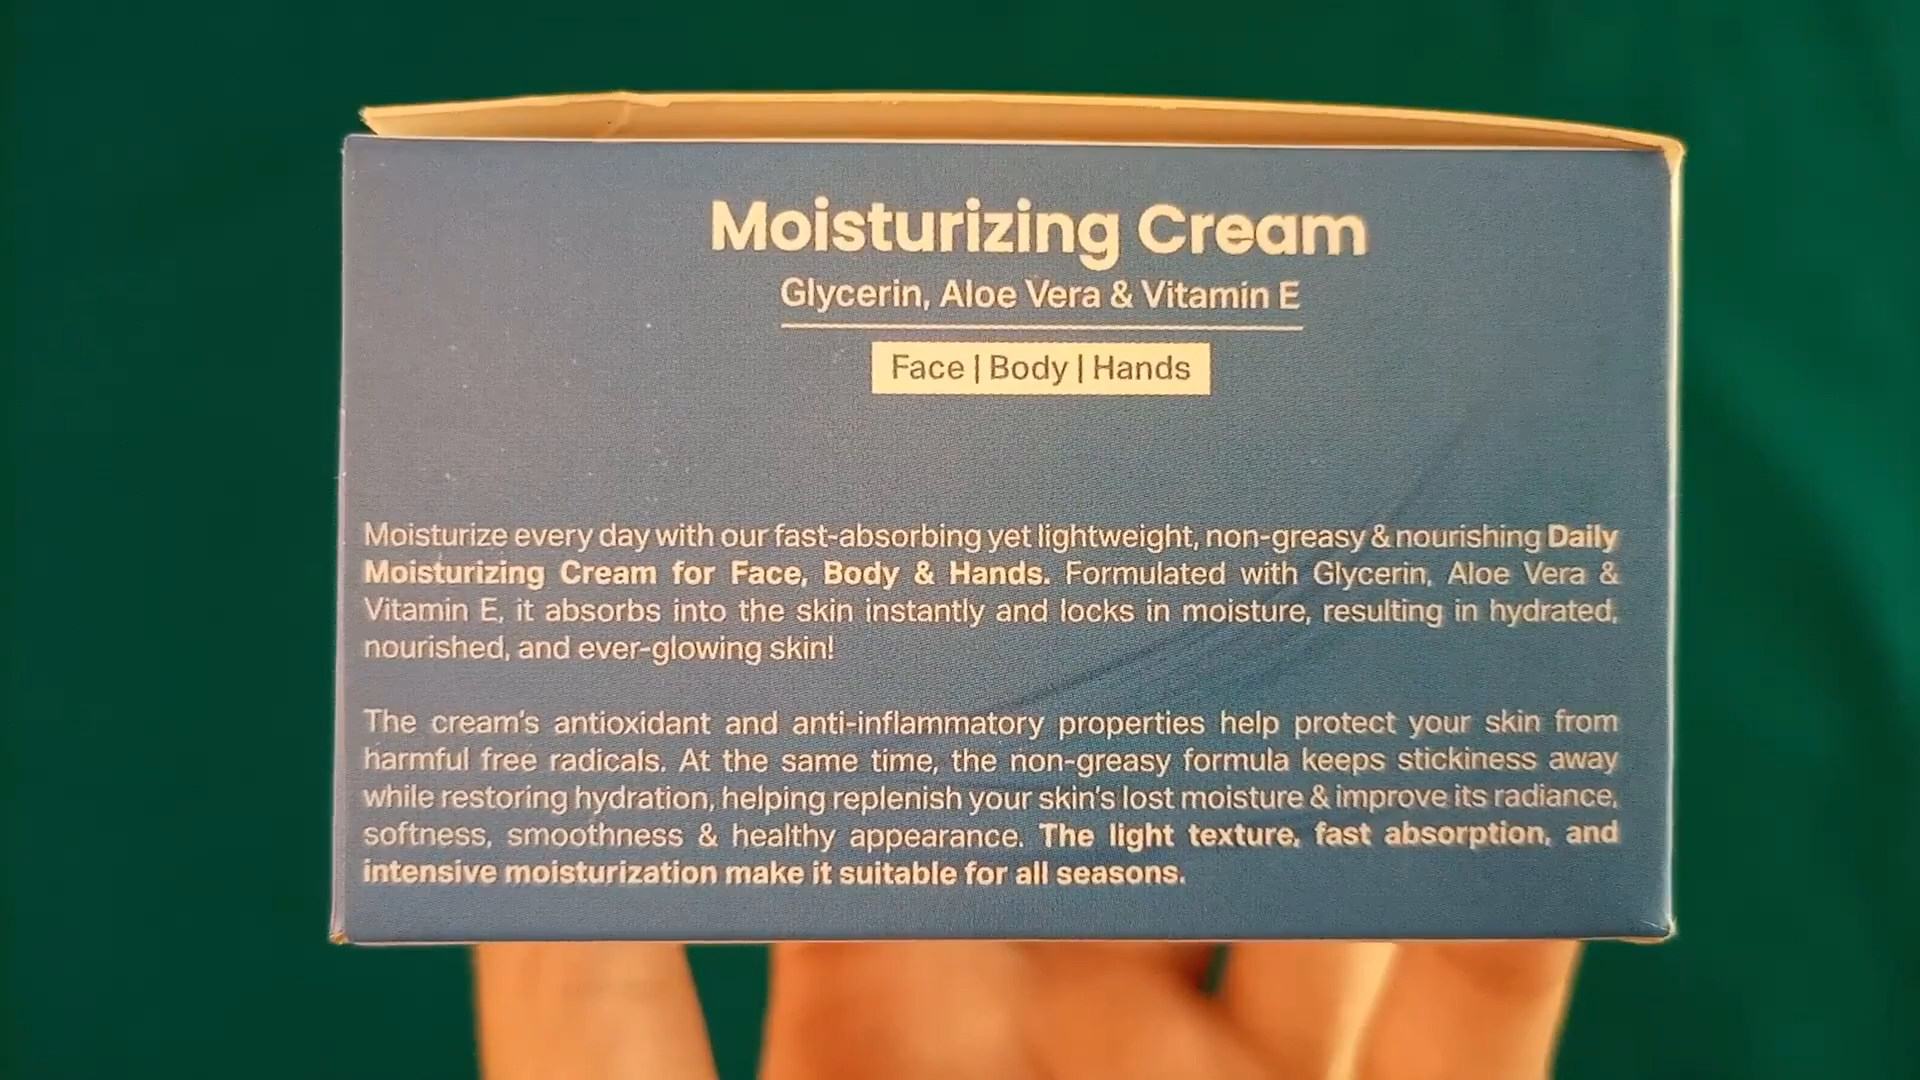 Moisturizing Cream
Glycerin, Aloe Vera & Vitamin E
Face | Body | Hands
Moisturize every day with our fast-absorbing yet lightweight, non-greasy & nourishing Daily
Moisturizing Cream for Face, Body & Hands. Formulated with Glycerin, Aloe Vera &
Vitamin E, it absorbs into the skin instantly and locks in moisture, resulting in hydrated,
nourished, and ever-glowing skin!
The cream's antioxidant and anti-inflammatory properties help protect your skin from
harmful free radicals. At the same time, the non-greasy formula keeps stickiness away
while restoring hydration, helping replenish your skin's lost moisture & improve its radiance,
softness, smoothness & healthy appearance. The light texture, fast absorption, and
intensive moisturization make it suitable for all seasons.